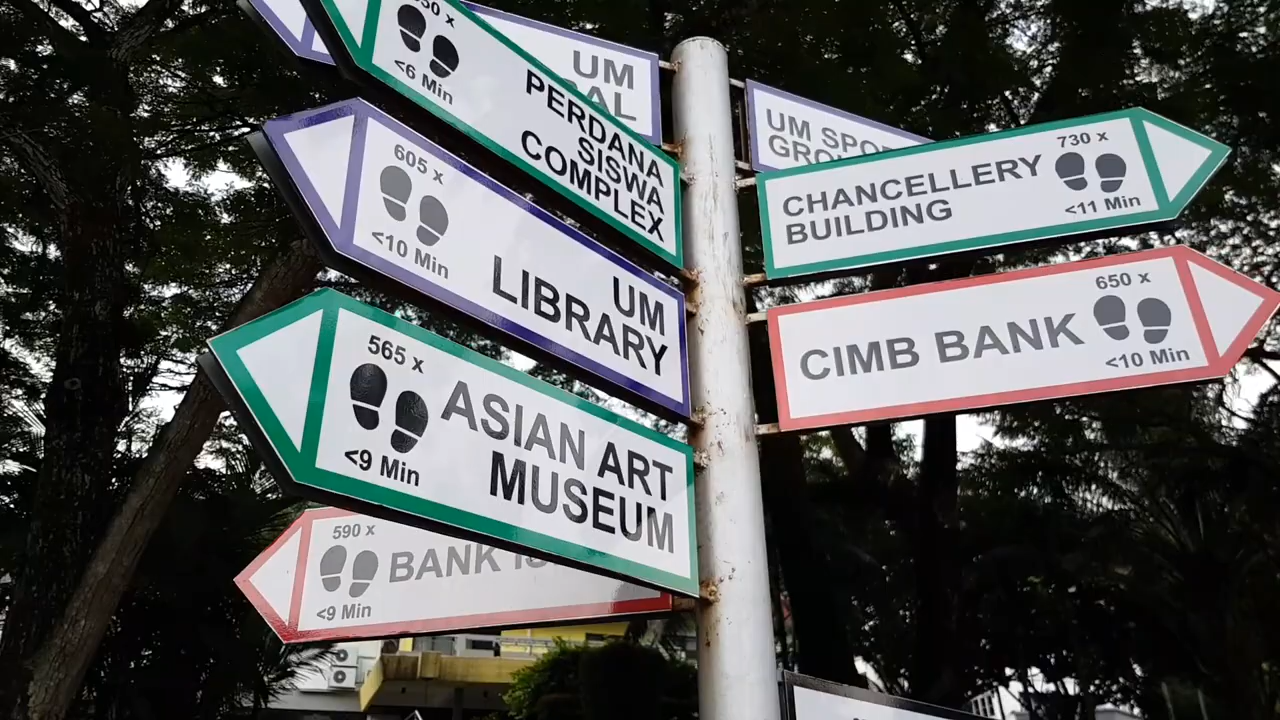 <6 Min
PERDANA
SISWA
COMPLEX
UM
605 x
<10 Min
UM
LIBRARY
565 x
<9 Min
ASIAN ART
MUSEUM
590 x
<9 Min
BANK
UM
730 x
<11 Min
CHANCELLERY
BUILDING
650 x
<10 Min
CIMB BANK